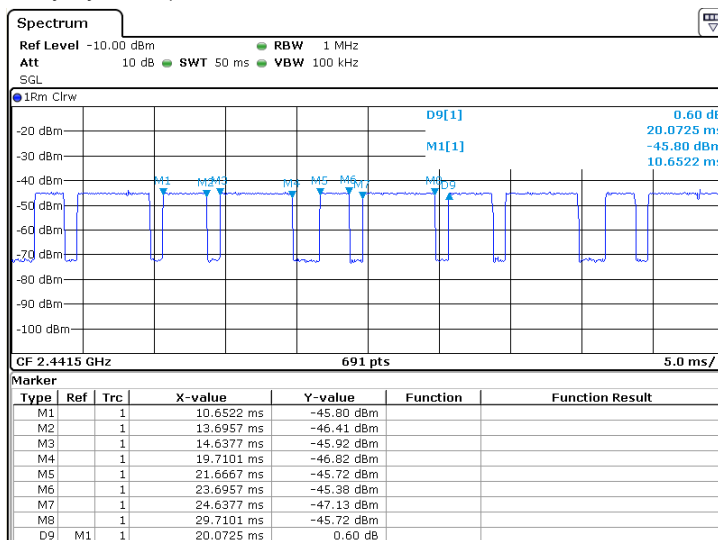 Spectrum
Ref Level -10.00 dBm RBW 1 MHz
Att 10 dB SWT 50 ms VBW 100 kHz
SGL
1Rm Clrw
D9[1] 0.60 dB
20.0725 ms
M1[1] -45.80 dBm
10.6522 ms
-20 dBm
-30 dBm
-40 dBm
M1 M2 M3 M4 M5 M6 M7 M8 D9
-50 dBm
-60 dBm
-70 dBm
-80 dBm
-90 dBm
-100 dBm
CF 2.4415 GHz 691 pts 5.0 ms/
Marker
Type Ref Trc X-value Y-value Function Function Result
M1 1 10.6522 ms -45.80 dBm
M2 1 13.6957 ms -46.41 dBm
M3 1 14.6377 ms -45.92 dBm
M4 1 19.7101 ms -46.82 dBm
M5 1 21.6667 ms -45.72 dBm
M6 1 23.6957 ms -45.38 dBm
M7 1 24.6377 ms -47.13 dBm
M8 1 29.7101 ms -45.72 dBm
D9 M1 1 20.0725 ms 0.60 dB